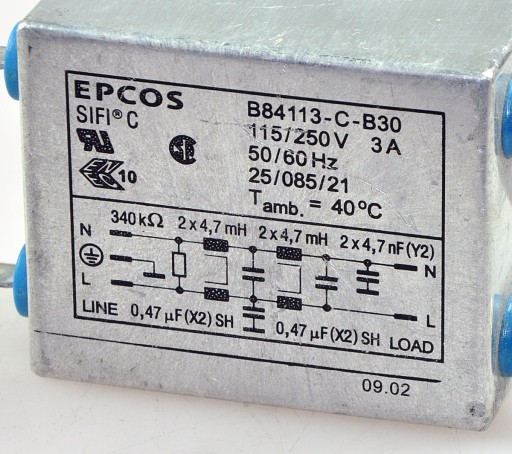 EPCOS
SIFI® C
B84113-C-B30
115/250 V 3 A
50/60 Hz
25/085/21
Tamb. = 40°C
10
340kΩ 2 x 4,7 mH 2 x 4,7 mH 2 x 4,7 nF(Y2)
N N
L L
LINE 0,47 µF(X2) SH 0,47 µF(X2) SH LOAD
09.02